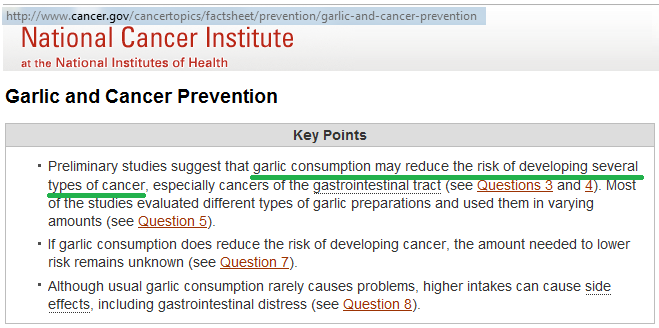 http://www.cancer.gov/cancertopics/factsheet/prevention/garlic-and-cancer-prevention
National Cancer Institute
at the National Institutes of Health
Garlic and Cancer Prevention
Key Points
▪ Preliminary studies suggest that garlic consumption may reduce the risk of developing several
types of cancer, especially cancers of the gastrointestinal tract (see Questions 3 and 4). Most
of the studies evaluated different types of garlic preparations and used them in varying
amounts (see Question 5).
▪ If garlic consumption does reduce the risk of developing cancer, the amount needed to lower
risk remains unknown (see Question 7).
▪ Although usual garlic consumption rarely causes problems, higher intakes can cause side
effects, including gastrointestinal distress (see Question 8).